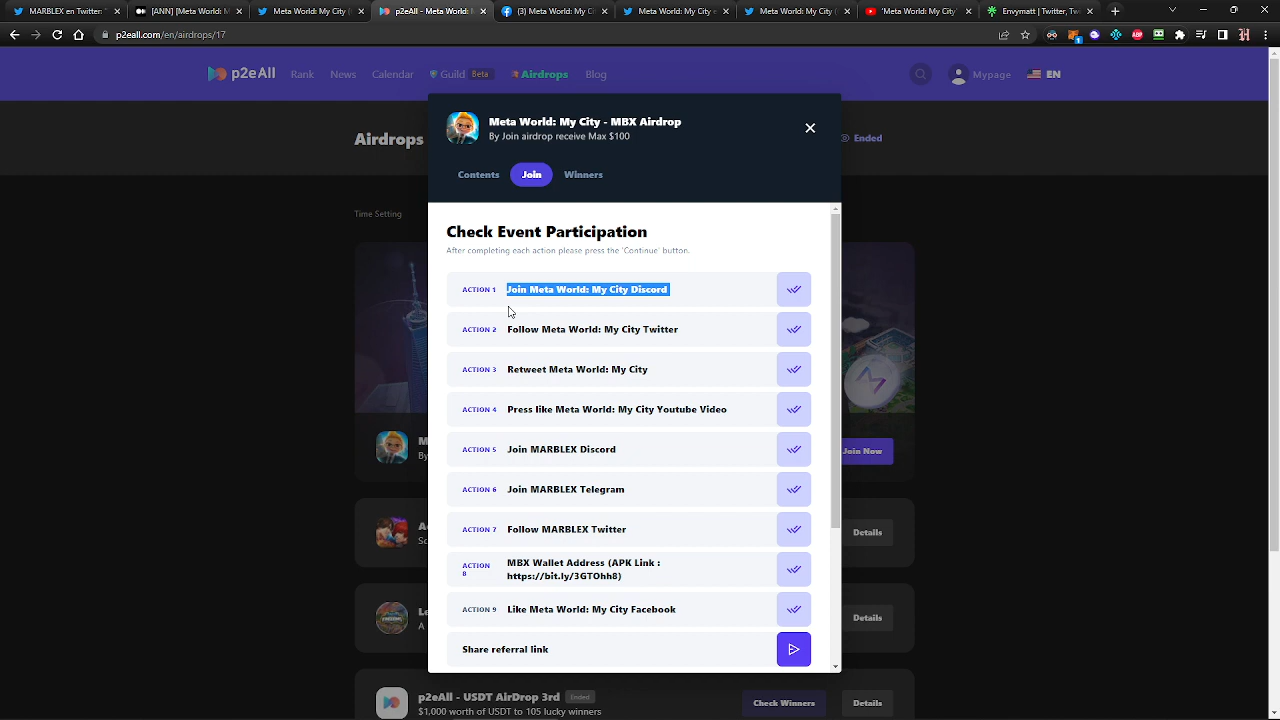 MARBLEX en Twitter:
[ANN] [Meta World: M
Meta World: My City (
p2eAll - Meta World:
(3) Meta World: My Cit
Meta World: My City
Meta World: My City (
'Meta World: My City
Envymatt | Twitter, Tw
p2eall.com/en/airdrops/17
p2eAll
Rank
News
Calendar
Guild Beta
Airdrops
Blog
Mypage
EN
Airdrops
Ended
Time Setting
Meta World: My City - MBX Airdrop
By Join airdrop receive Max $100
Contents
Join
Winners
Check Event Participation
After completing each action please press the 'Continue' button.
ACTION 1 Join Meta World: My City Discord
ACTION 2 Follow Meta World: My City Twitter
ACTION 3 Retweet Meta World: My City
ACTION 4 Press like Meta World: My City Youtube Video
ACTION 5 Join MARBLEX Discord
ACTION 6 Join MARBLEX Telegram
ACTION 7 Follow MARBLEX Twitter
ACTION 8 MBX Wallet Address (APK Link :
https://bit.ly/3GTOhh8)
ACTION 9 Like Meta World: My City Facebook
Share referral link
Join Now
Details
Details
p2eAll - USDT AirDrop 3rd Ended
$1,000 worth of USDT to 105 lucky winners
Check Winners
Details